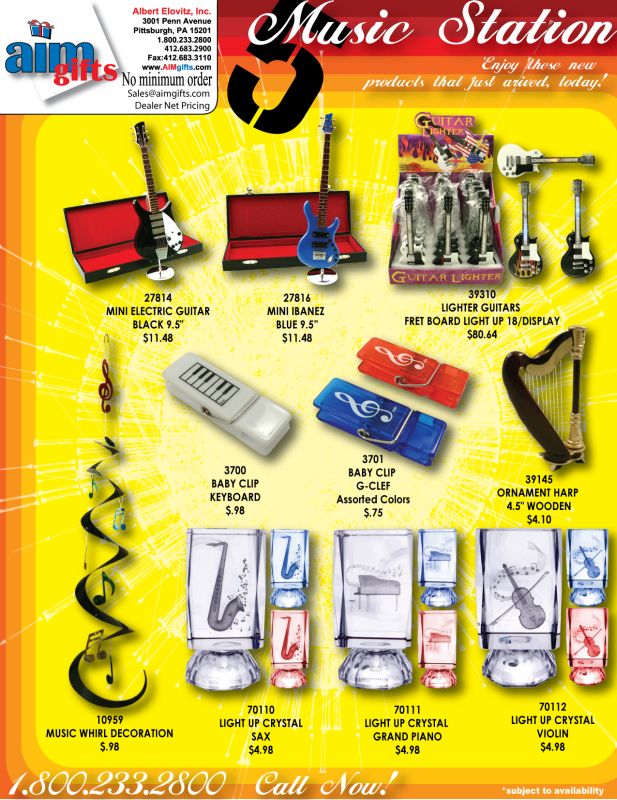 Albert Elovitz, Inc.
3001 Penn Avenue
Pittsburgh, PA 15201
1.800.233.2800
412.683.2900
Fax:412.683.3110
www.AIMgifts.com
aim
gifts
No minimum order
Sales@aimgifts.com
Dealer Net Pricing
Music Station
Enjoy these new
products that just arived, today!
GUITAR
LIGHTER
GUITAR LIGHTER
27814
MINI ELECTRIC GUITAR
BLACK 9.5"
$11.48
27816
MINI IBANEZ
BLUE 9.5"
$11.48
39310
LIGHTER GUITARS
FRET BOARD LIGHT UP 18/DISPLAY
$80.64
3700
BABY CLIP
KEYBOARD
$.98
3701
BABY CLIP
G-CLEF
Assorted Colors
$.75
39145
ORNAMENT HARP
4.5" WOODEN
$4.10
10959
MUSIC WHIRL DECORATION
$.98
70110
LIGHT UP CRYSTAL
SAX
$4.98
70111
LIGHT UP CRYSTAL
GRAND PIANO
$4.98
70112
LIGHT UP CRYSTAL
VIOLIN
$4.98
1.800.233.2800 Call Now!
*subject to availability